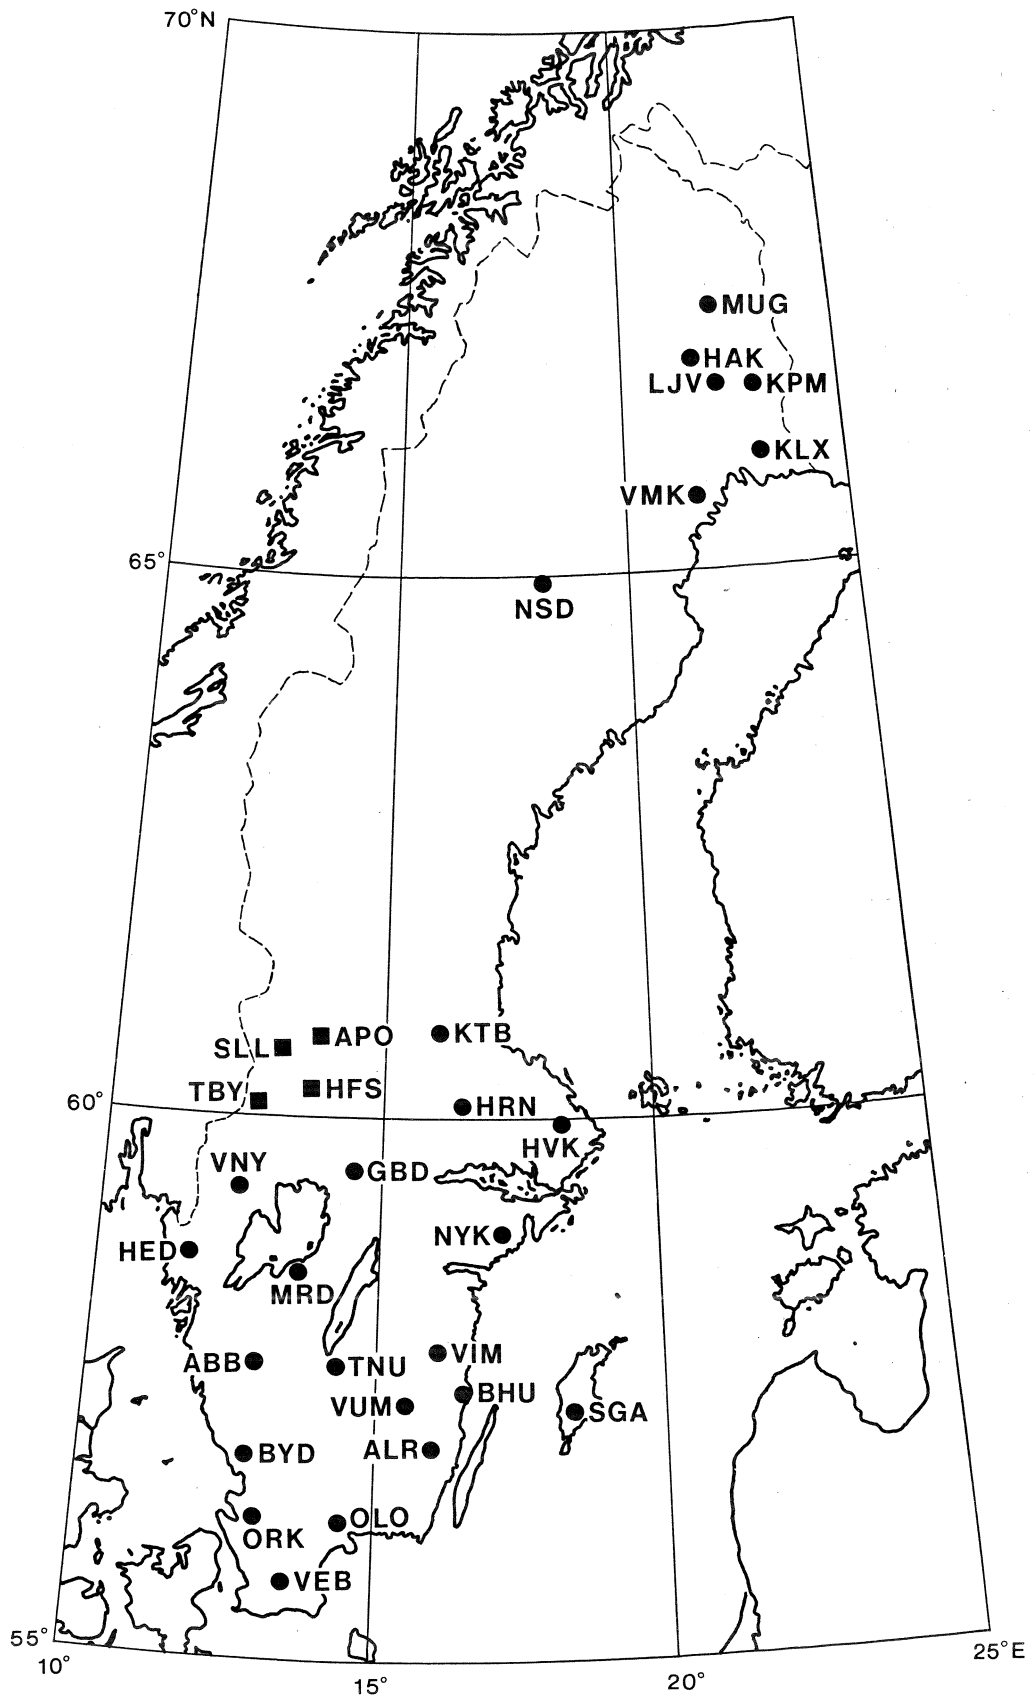 70°N
MUG
HAK
LJV KPM
KLX
VMK
65°
NSD
SLL APO KTB
TBY HFS
60°
HRN
HVK
VNY GBD
NYK
HED
MRD
ABB TNU VIM
VUM BHU SGA
BYD ALR
ORK OLO
VEB
55°
10° 15° 20° 25°E